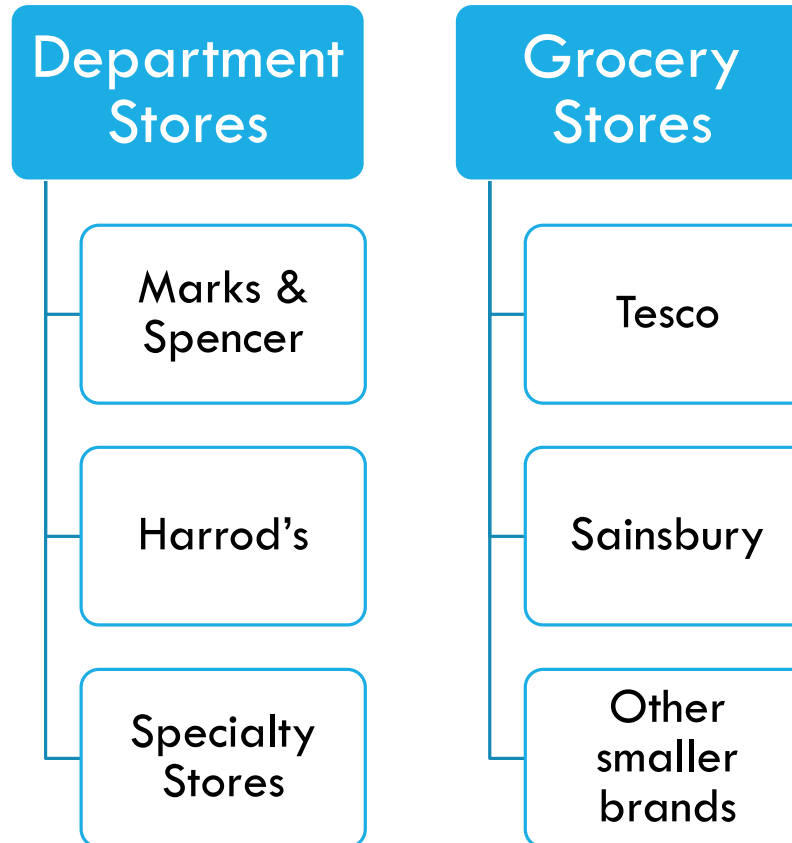 Department
Stores
Marks &
Spencer
Harrod’s
Specialty
Stores
Grocery
Stores
Tesco
Sainsbury
Other
smaller
brands